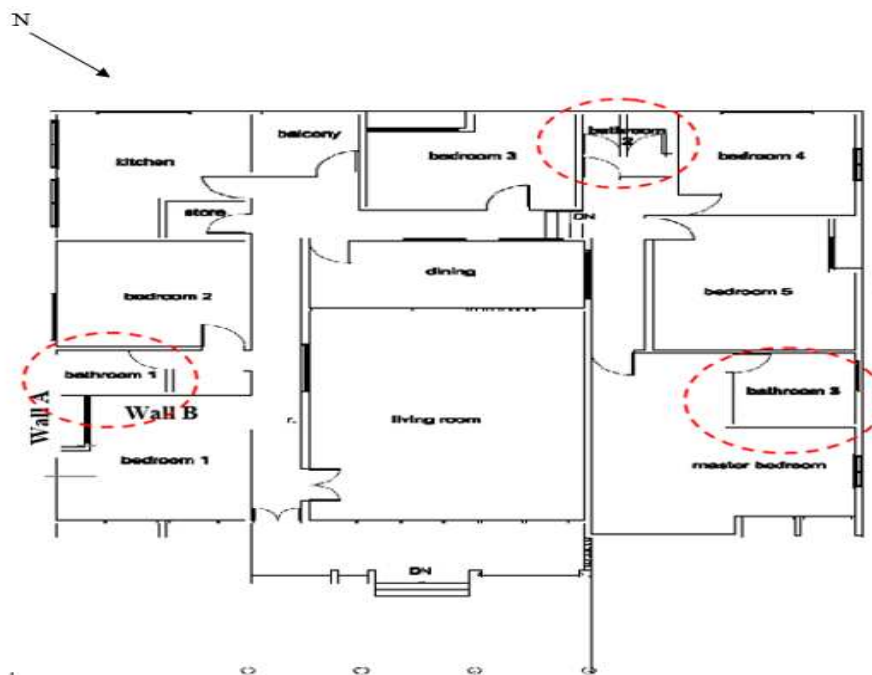 N
balcony
bathroom
2
kitchen
bedroom 3
bedroom 4
store
DN
dining
bedroom 2
bedroom 5
bathroom 1
bathroom 3
Wall A
Wall B
living room
bedroom 1
master bedroom
DN